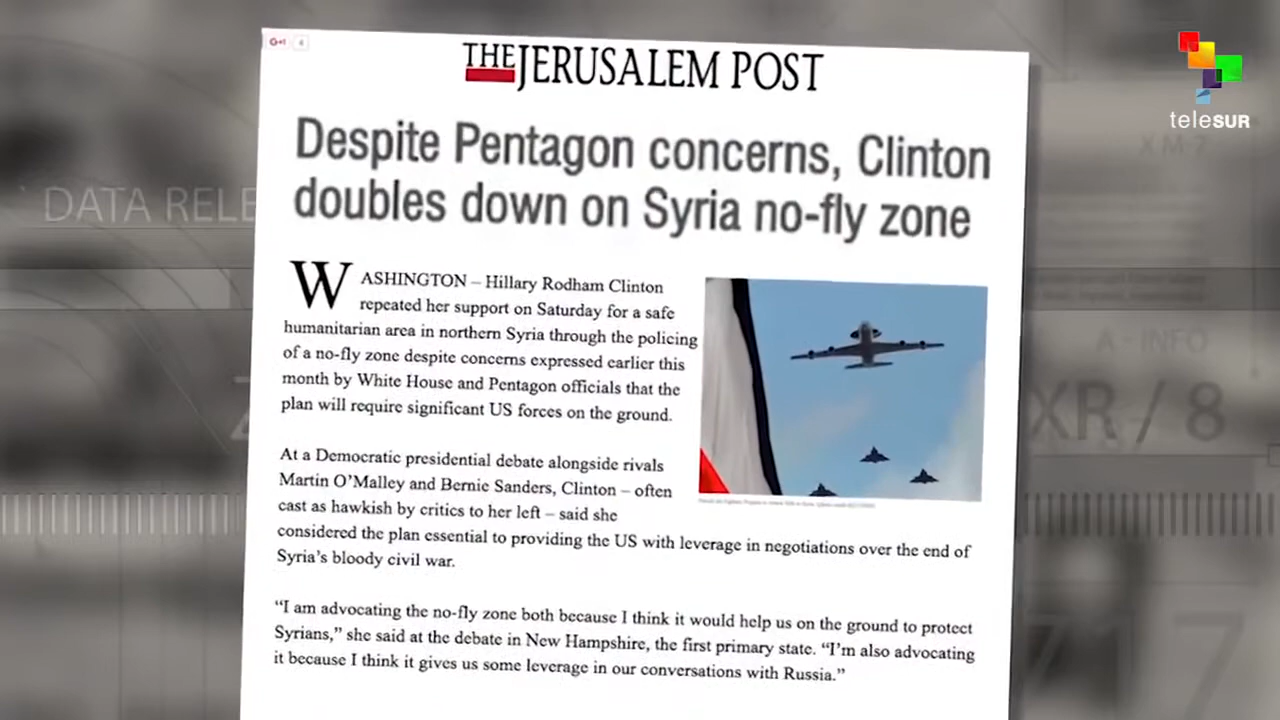 G+1 4
THE JERUSALEM POST
teleSUR
XM-2
Despite Pentagon concerns, Clinton
doubles down on Syria no-fly zone
DATA RELE
WASHINGTON – Hillary Rodham Clinton
repeated her support on Saturday for a safe
humanitarian area in northern Syria through the policing
of a no-fly zone despite concerns expressed earlier this
month by White House and Pentagon officials that the
plan will require significant US forces on the ground.
A - INFO
XR / 8
At a Democratic presidential debate alongside rivals
Martin O’Malley and Bernie Sanders, Clinton – often
cast as hawkish by critics to her left – said she
considered the plan essential to providing the US with leverage in negotiations over the end of
Syria’s bloody civil war.
“I am advocating the no-fly zone both because I think it would help us on the ground to protect
Syrians,” she said at the debate in New Hampshire, the first primary state. “I’m also advocating
it because I think it gives us some leverage in our conversations with Russia.”